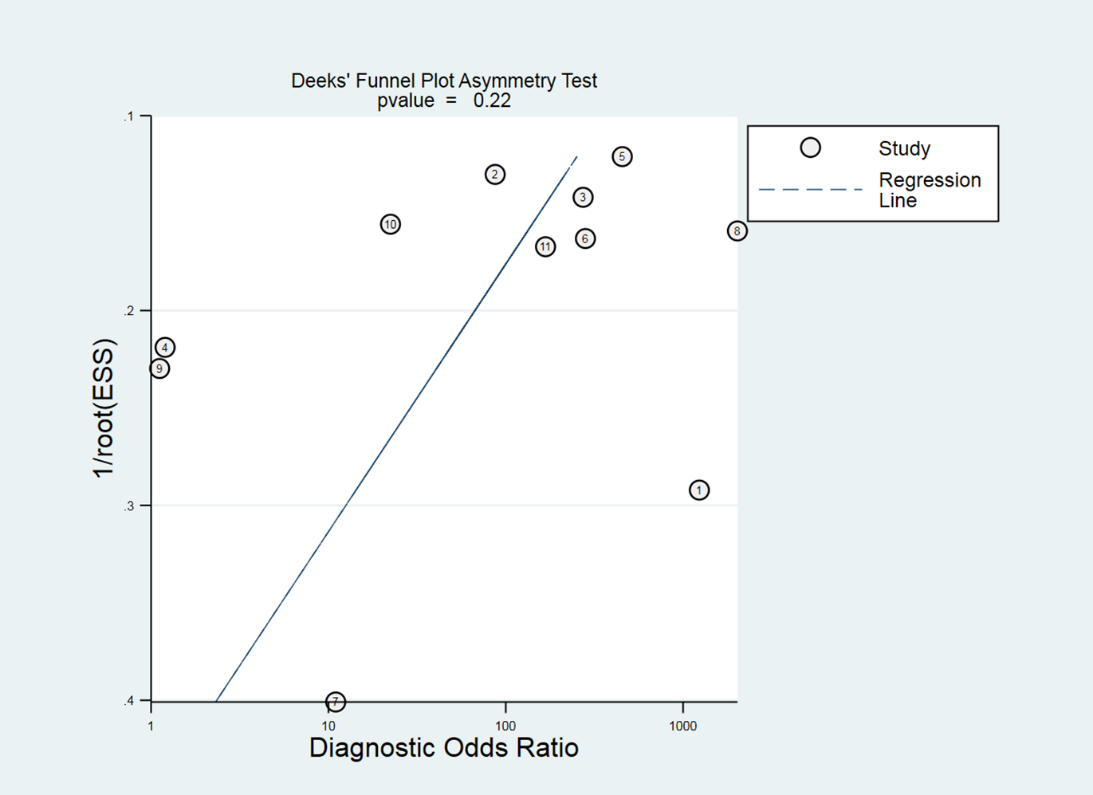 Deeks' Funnel Plot Asymmetry Test
pvalue = 0.22
.1
.2
.3
.4
1/root(ESS)
5
2
3
10
8
6
11
4
9
1
7
1
10
100
1000
Diagnostic Odds Ratio
Study
Regression
Line